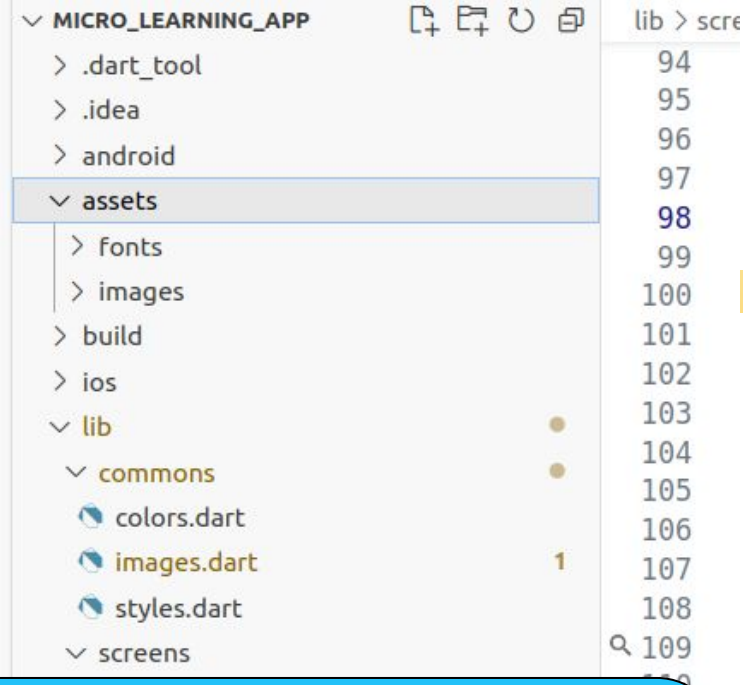 MICRO_LEARNING_APP
.dart_tool
.idea
android
assets
fonts
images
build
ios
lib
commons
colors.dart
images.dart 1
styles.dart
screens
lib > scre
94
95
96
97
98
99
100
101
102
103
104
105
106
107
108
109